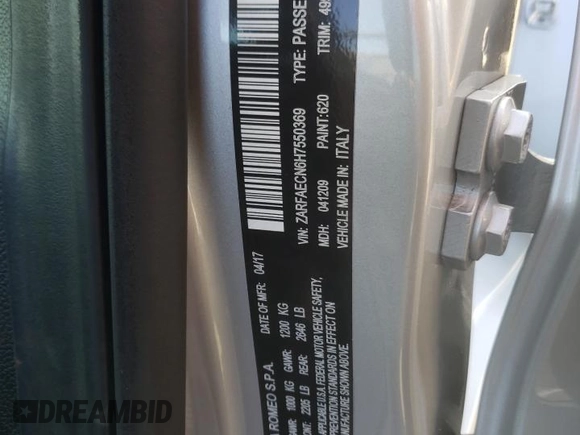 A ROMEO S.P.A. DATE OF MFR: 04/17
1000 KG GAWR: 1200 KG
2205 LB REAR: 2646 LB
APPLICABLE U.S.A. FEDERAL MOTOR VEHICLE SAFETY,
PREVENTION STANDARDS IN EFFECT ON
MANUFACTURE SHOWN ABOVE.
VIN: ZARFAECN6H7550369 TYPE: PASSE
MDH: 041209 PAINT: 620 TRIM: 49
VEHICLE MADE IN: ITALY
DREAMBID